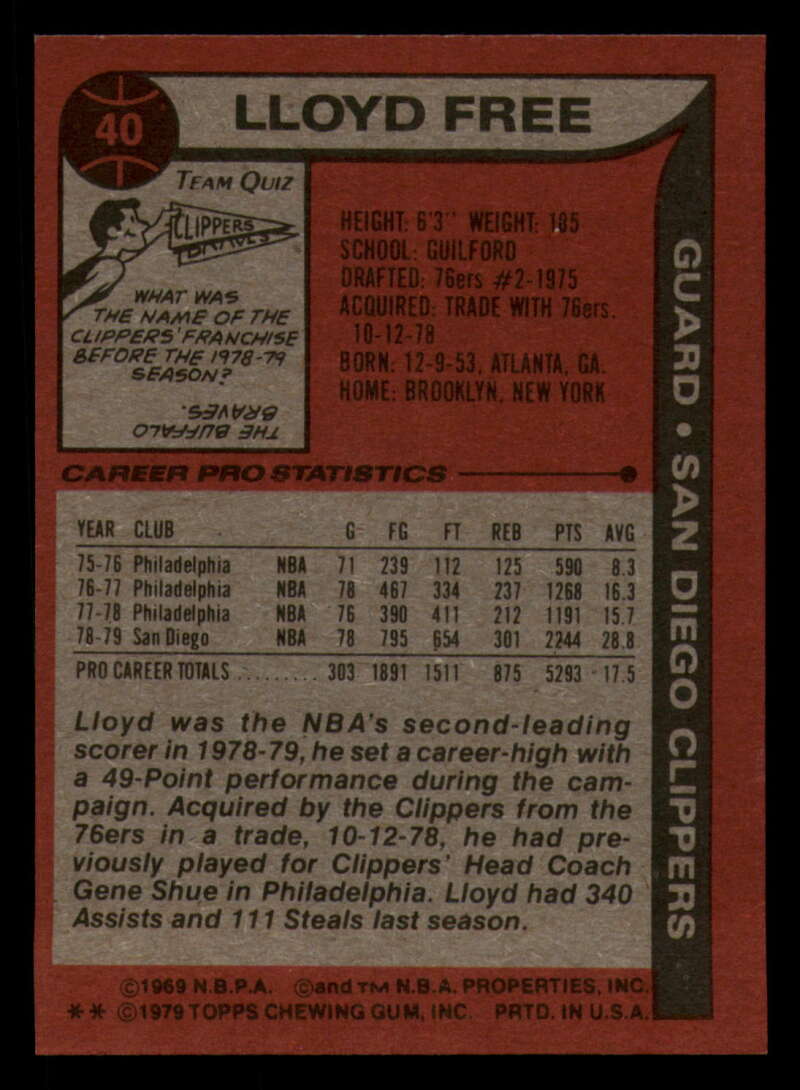 40
LLOYD FREE
TEAM QUIZ
CLIPPERS
BRAVES
WHAT WAS
THE NAME OF THE
CLIPPERS' FRANCHISE
BEFORE THE 1978-79
SEASON?
THE BUFFALO
BRAVES.
HEIGHT: 6'3" WEIGHT: 185
SCHOOL: GUILFORD
DRAFTED: 76ers #2-1975
ACQUIRED: TRADE WITH 76ers.
10-12-78
BORN: 12-9-53, ATLANTA, GA.
HOME: BROOKLYN, NEW YORK
GUARD • SAN DIEGO CLIPPERS
CAREER PRO STATISTICS
YEAR CLUB G FG FT REB PTS AVG
75-76 Philadelphia NBA 71 239 112 125 590 8.3
76-77 Philadelphia NBA 78 467 334 237 1268 16.3
77-78 Philadelphia NBA 76 390 411 212 1191 15.7
78-79 San Diego NBA 78 795 654 301 2244 28.8
PRO CAREER TOTALS ......... 303 1891 1511 875 5293 17.5
Lloyd was the NBA's second-leading
scorer in 1978-79, he set a career-high with
a 49-Point performance during the cam-
paign. Acquired by the Clippers from the
76ers in a trade, 10-12-78, he had pre-
viously played for Clippers' Head Coach
Gene Shue in Philadelphia. Lloyd had 340
Assists and 111 Steals last season.
©1969 N.B.P.A. ©and TM N.B.A. PROPERTIES, INC.
** ©1979 TOPPS CHEWING GUM, INC. PRTD. IN U.S.A.